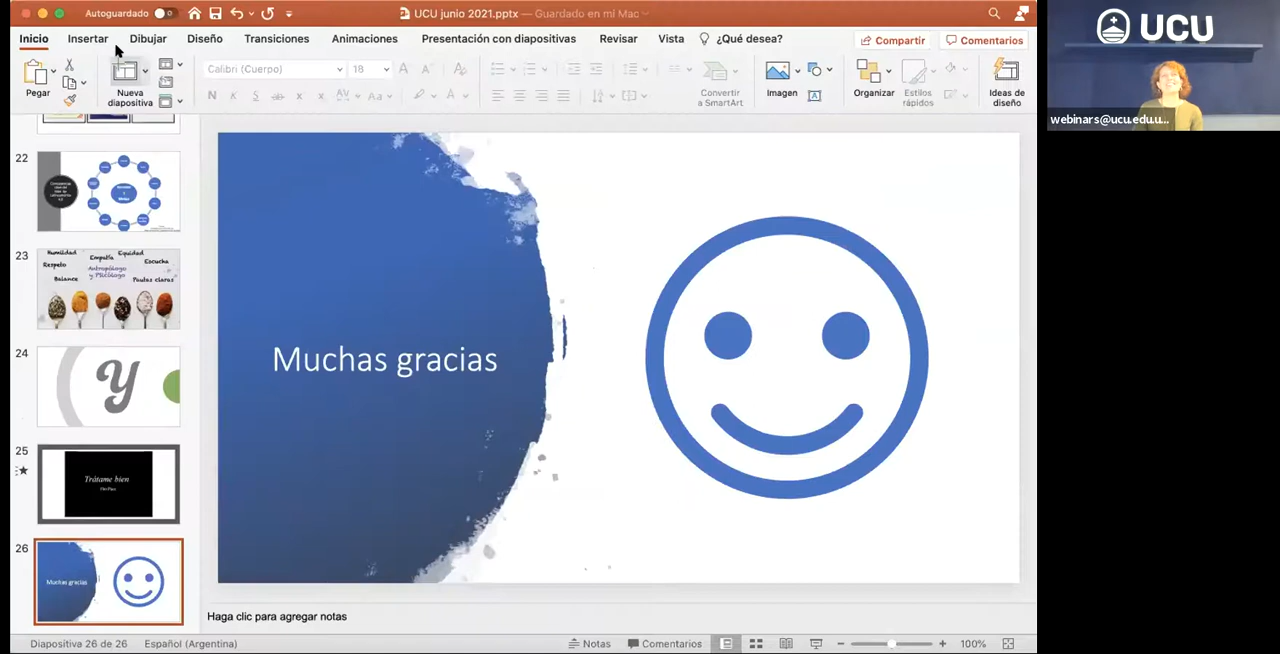 Autoguardado
UCU junio 2021.pptx — Guardado en mi Mac
Inicio Insertar Dibujar Diseño Transiciones Animaciones Presentación con diapositivas Revisar Vista ¿Qué desea? Compartir Comentarios
Pegar
Nueva diapositiva
Calibri (Cuerpo) 18
Convertir a SmartArt
Imagen
Organizar
Estilos rápidos
Ideas de diseño
UCU
webinars@ucu.edu.u...
22
23
Humildad
Empatía
Equidad
Respeto
Escucha
Antropólogo
y Psicólogo
Balance
Pautas claras
24
y
25
Trátame bien
26
Muchas gracias
Muchas gracias
Haga clic para agregar notas
Diapositiva 26 de 26 Español (Argentina) Notas Comentarios 100%